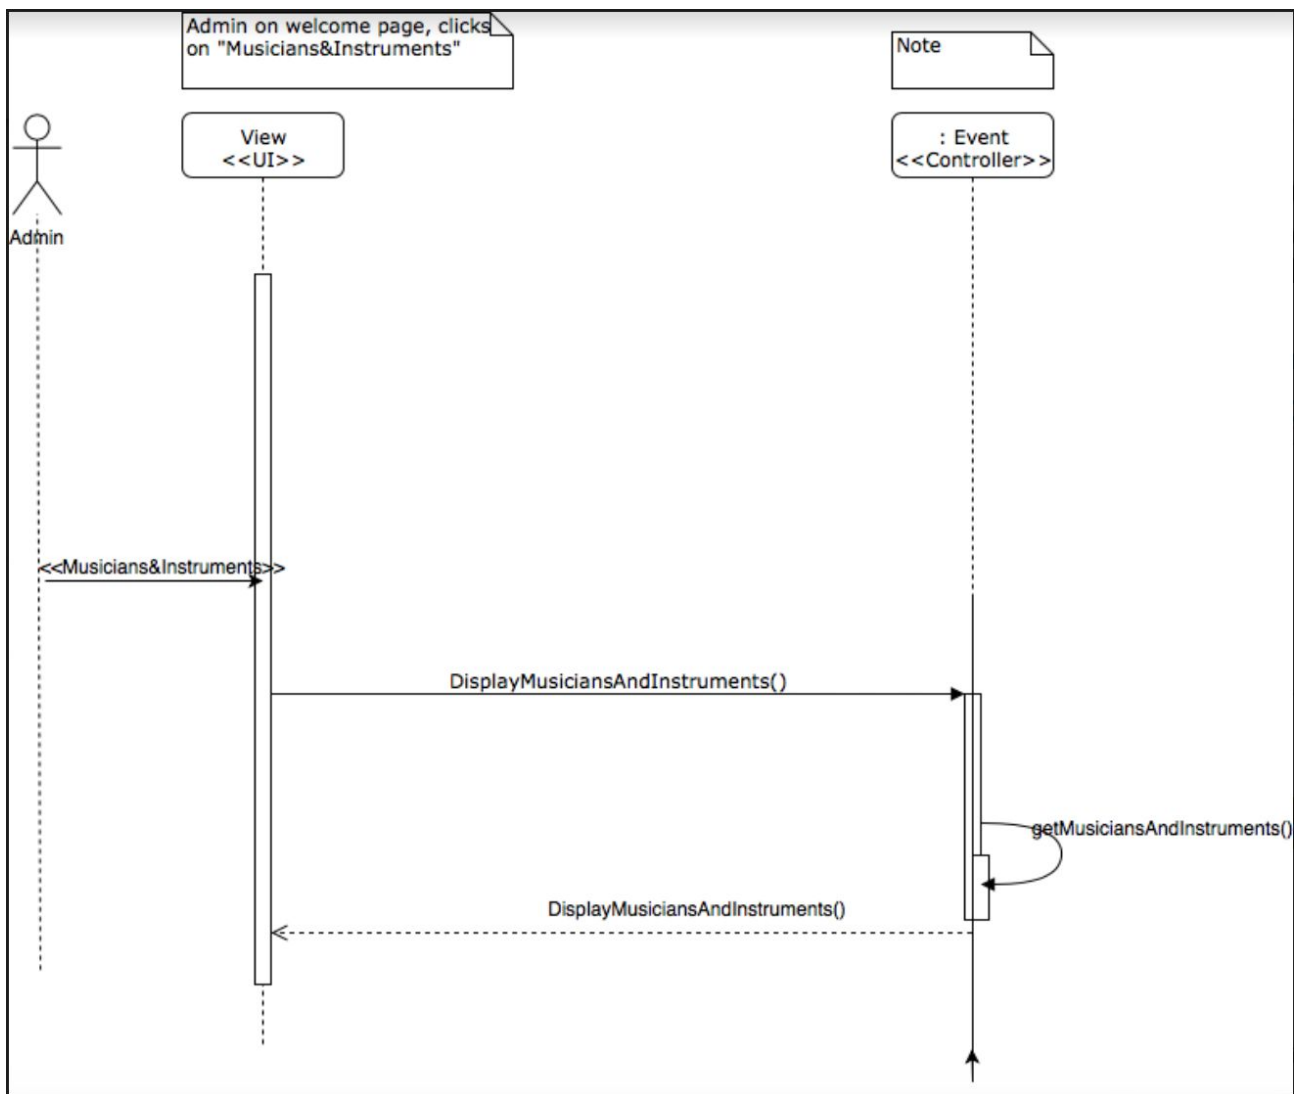 Admin on welcome page, clicks
on "Musicians&Instruments"
Note
View
<<UI>>
: Event
<<Controller>>
Admin
<<Musicians&Instruments>>
DisplayMusiciansAndInstruments()
getMusiciansAndInstruments()
DisplayMusiciansAndInstruments()